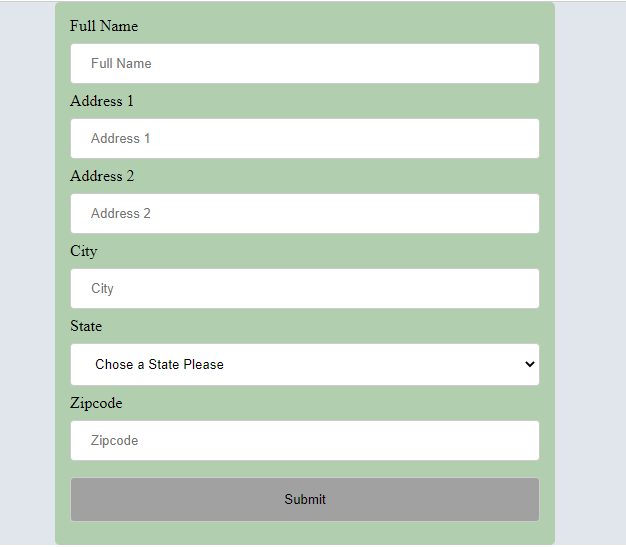 Full Name
Full Name
Address 1
Address 1
Address 2
Address 2
City
City
State
Chose a State Please
Zipcode
Zipcode
Submit